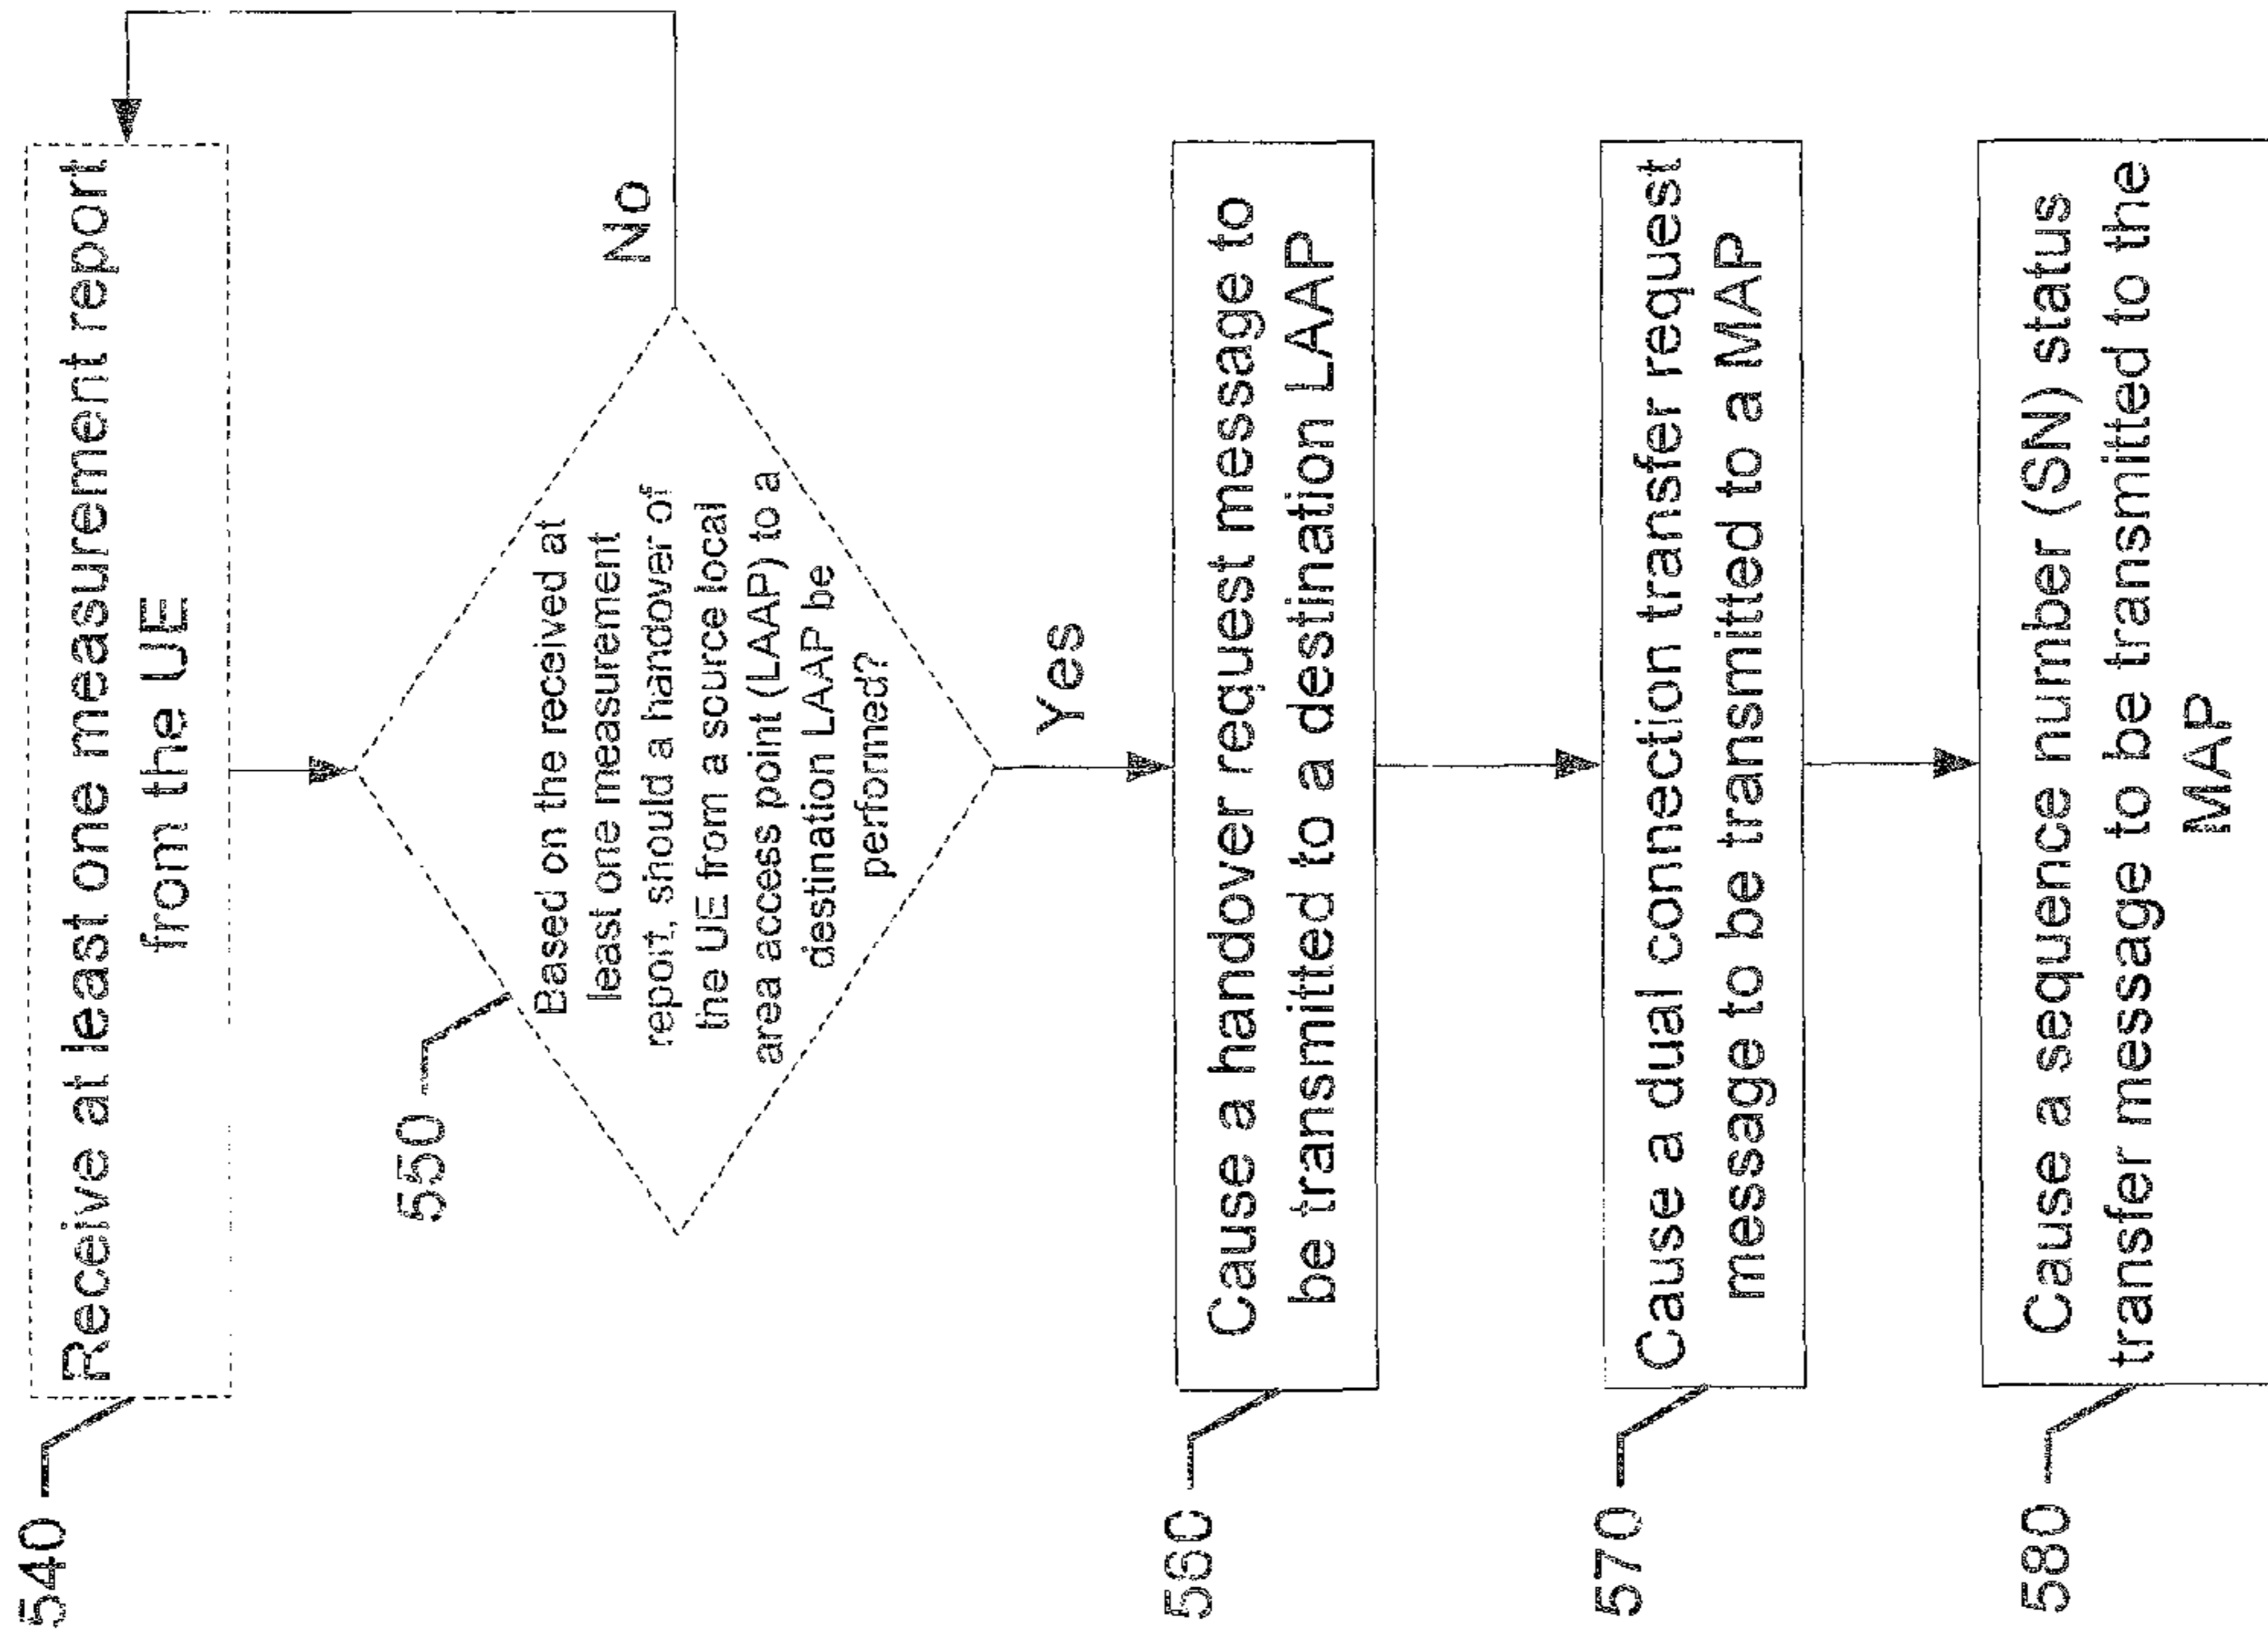 540
Receive at least one measurement report
from the UE
550
Based on the received at
least one measurement
report, should a handover of
the UE from a source local
area access point (LAAP) to a
destination LAAP be
performed?
No
Yes
560
Cause a handover request message to
be transmitted to a destination LAAP
570
Cause a dual connection transfer request
message to be transmitted to a MAP
580
Cause a sequence number (SN) status
transfer message to be transmitted to the
MAP